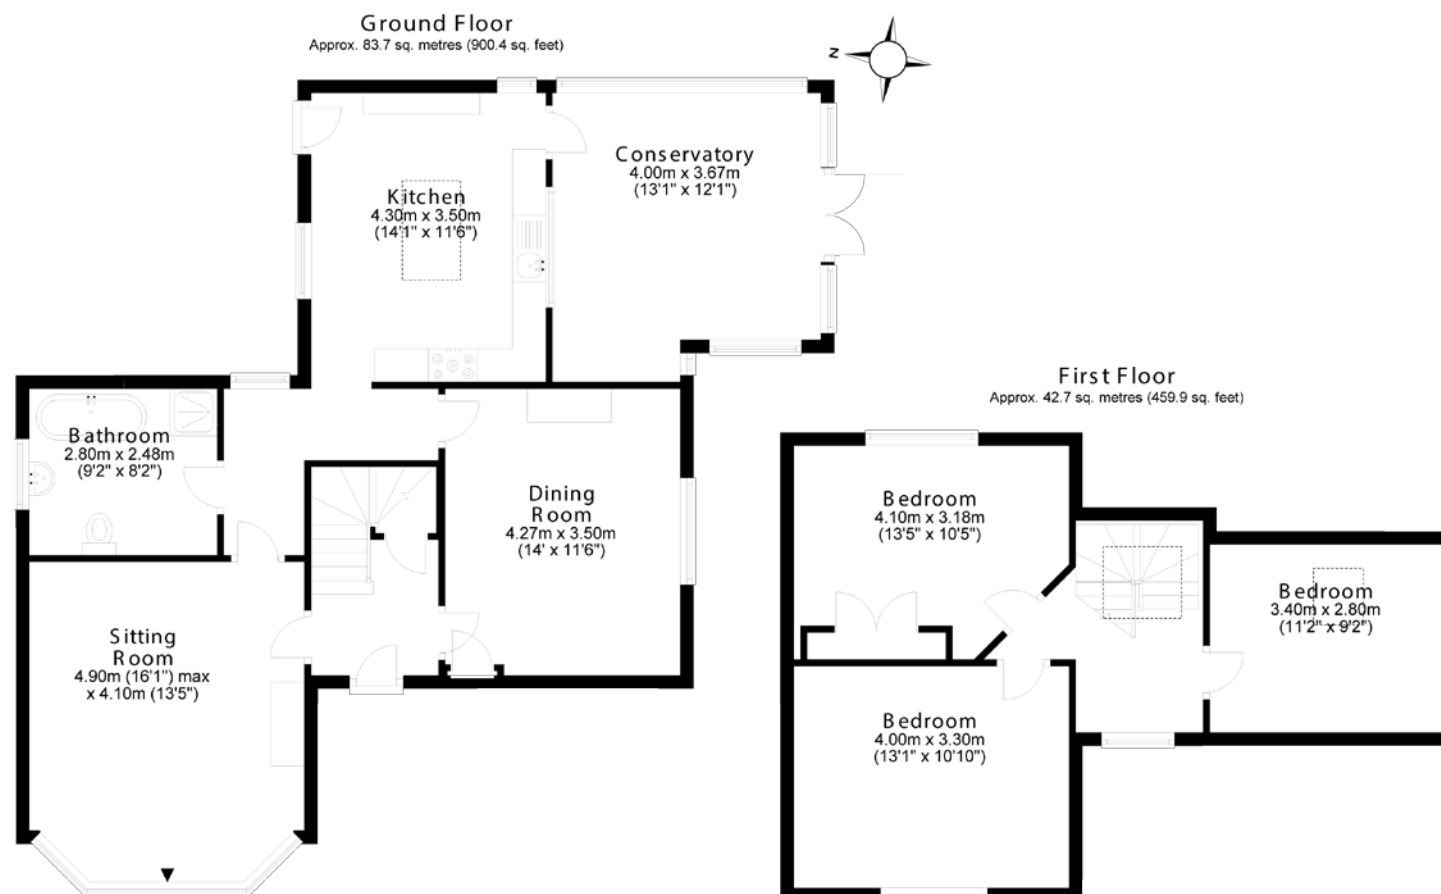 Ground Floor
Approx. 83.7 sq. metres (900.4 sq. feet)
N
Conservatory
4.00m x 3.67m
(13'1" x 12'1")
Kitchen
4.30m x 3.50m
(14'1" x 11'6")
Bathroom
2.80m x 2.48m
(9'2" x 8'2")
Dining
Room
4.27m x 3.50m
(14' x 11'6")
Sitting
Room
4.90m (16'1") max
x 4.10m (13'5")
First Floor
Approx. 42.7 sq. metres (459.9 sq. feet)
Bedroom
4.10m x 3.18m
(13'5" x 10'5")
Bedroom
3.40m x 2.80m
(11'2" x 9'2")
Bedroom
4.00m x 3.30m
(13'1" x 10'10")